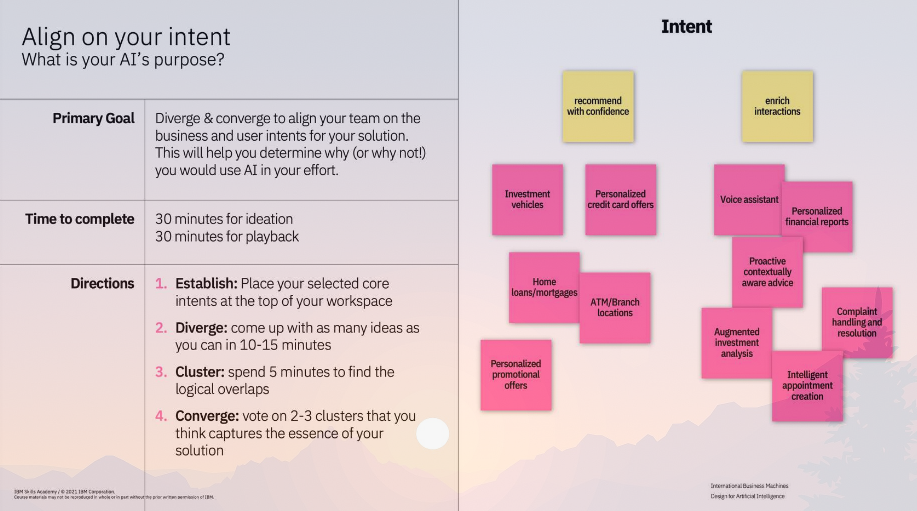 Align on your intent
What is your AI's purpose?
Primary Goal
Diverge & converge to align your team on the
business and user intents for your solution.
This will help you determine why (or why not!)
you would use AI in your effort.
Time to complete
30 minutes for ideation
30 minutes for playback
Directions
1. Establish: Place your selected core
intents at the top of your workspace
2. Diverge: come up with as many ideas as
you can in 10-15 minutes
3. Cluster: spend 5 minutes to find the
logical overlaps
4. Converge: vote on 2-3 clusters that you
think captures the essence of your
solution
IBM Skills Academy / © 2021 IBM Corporation.
Course materials may not be reproduced in whole or in part without the prior written permission of IBM.
Intent
recommend
with confidence
enrich
interactions
Investment
vehicles
Personalized
credit card offers
Home
loans/mortgages
ATM/Branch
locations
Personalized
promotional
offers
Voice assistant
Personalized
financial reports
Proactive
contextually
aware advice
Complaint
handling and
resolution
Augmented
investment
analysis
Intelligent
appointment
creation
International Business Machines
Design for Artificial Intelligence